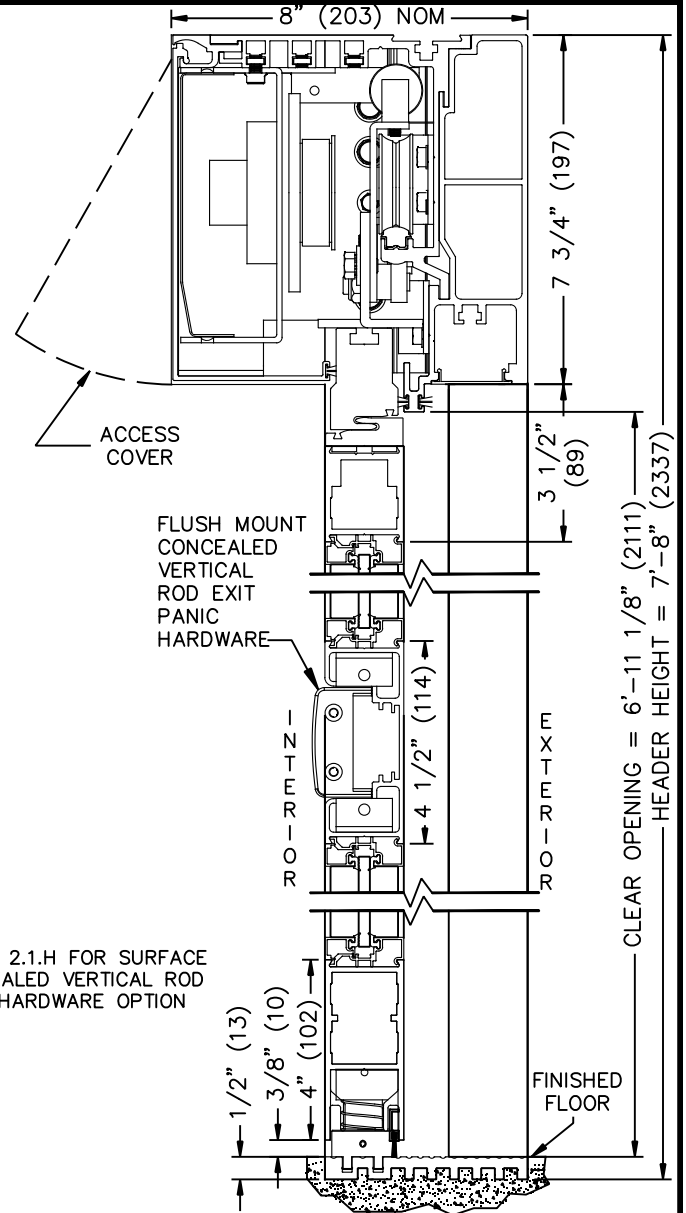 8" (203) NOM
7 3/4" (197)
ACCESS
COVER
3 1/2"
(89)
FLUSH MOUNT
CONCEALED
VERTICAL
ROD EXIT
PANIC
HARDWARE
4 1/2" (114)
INTERIOR
EXTERIOR
CLEAR OPENING = 6'-11 1/8" (2111)
HEADER HEIGHT = 7'-8" (2337)
2.1.H FOR SURFACE
ALED VERTICAL ROD
HARDWARE OPTION
1/2" (13)
3/8" (10)
4" (102)
FINISHED
FLOOR